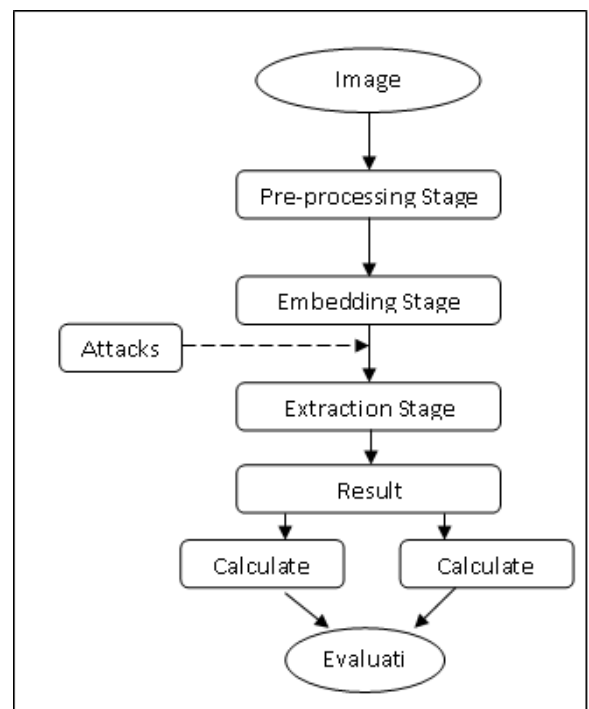 Image
Pre-processing Stage
Embedding Stage
Attacks
Extraction Stage
Result
Calculate
Calculate
Evaluati